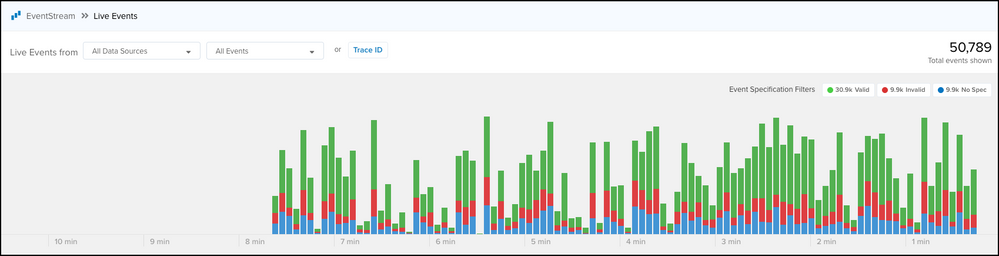 EventStream >> Live Events
Live Events from All Data Sources All Events or Trace ID
50,789
Total events shown
Event Specification Filters 30.9k Valid 9.9k Invalid 9.9k No Spec
10 min 9 min 8 min 7 min 6 min 5 min 4 min 3 min 2 min 1 min